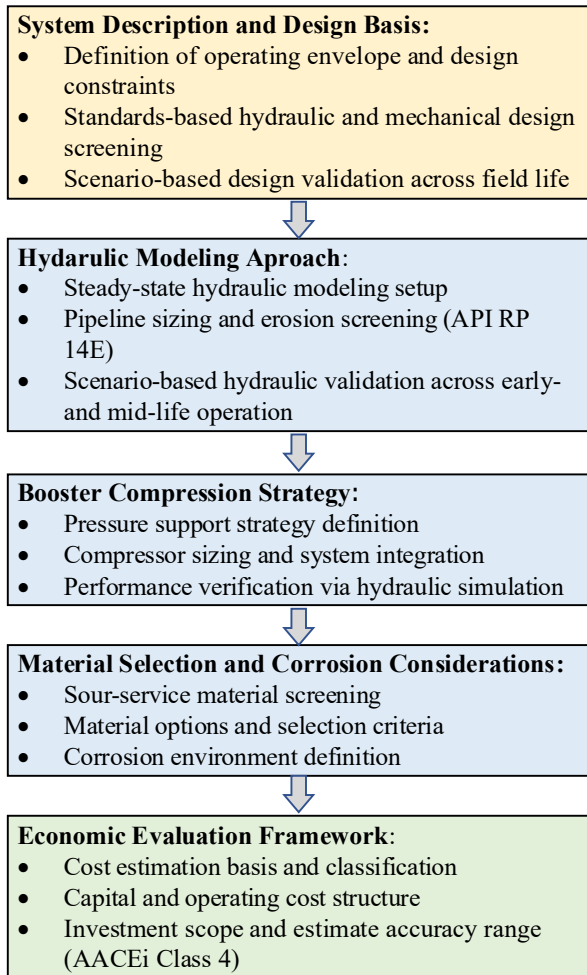 System Description and Design Basis:
• Definition of operating envelope and design
constraints
• Standards-based hydraulic and mechanical design
screening
• Scenario-based design validation across field life
Hydarulic Modeling Aproach:
• Steady-state hydraulic modeling setup
• Pipeline sizing and erosion screening (API RP
14E)
• Scenario-based hydraulic validation across early-
and mid-life operation
Booster Compression Strategy:
• Pressure support strategy definition
• Compressor sizing and system integration
• Performance verification via hydraulic simulation
Material Selection and Corrosion Considerations:
• Sour-service material screening
• Material options and selection criteria
• Corrosion environment definition
Economic Evaluation Framework:
• Cost estimation basis and classification
• Capital and operating cost structure
• Investment scope and estimate accuracy range
(AACEi Class 4)